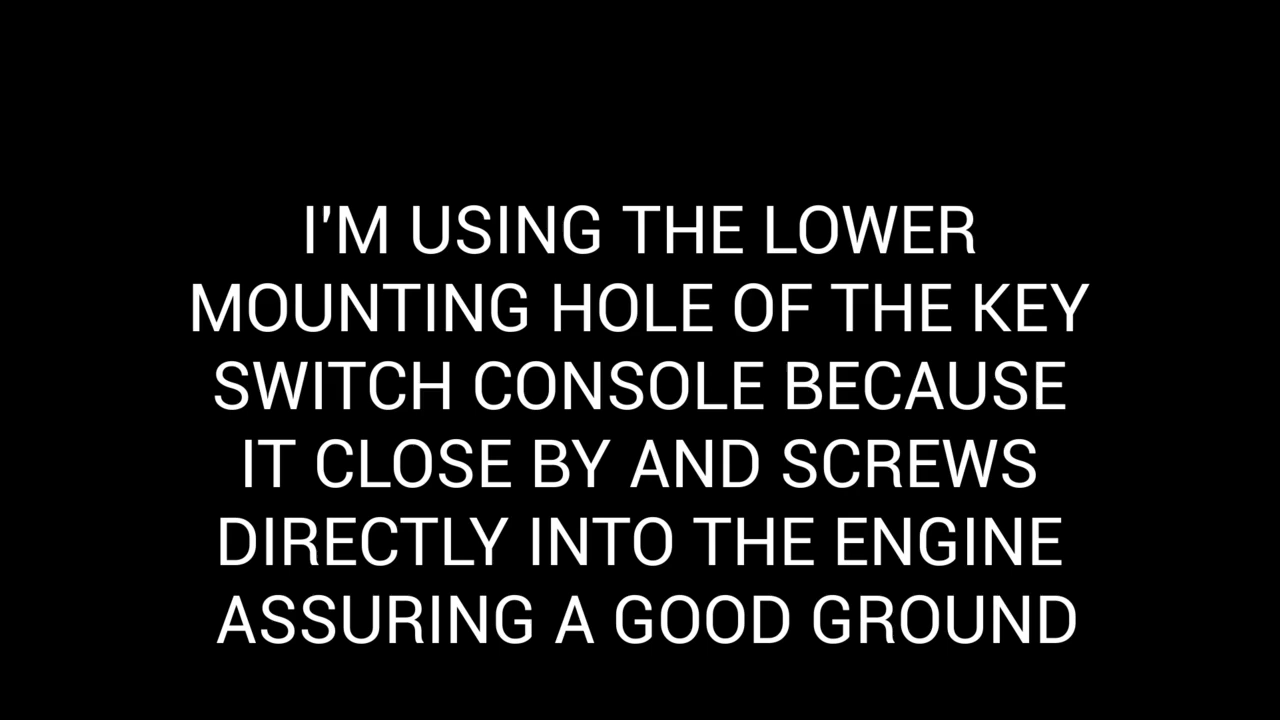 I'M USING THE LOWER
MOUNTING HOLE OF THE KEY
SWITCH CONSOLE BECAUSE
IT CLOSE BY AND SCREWS
DIRECTLY INTO THE ENGINE
ASSURING A GOOD GROUND